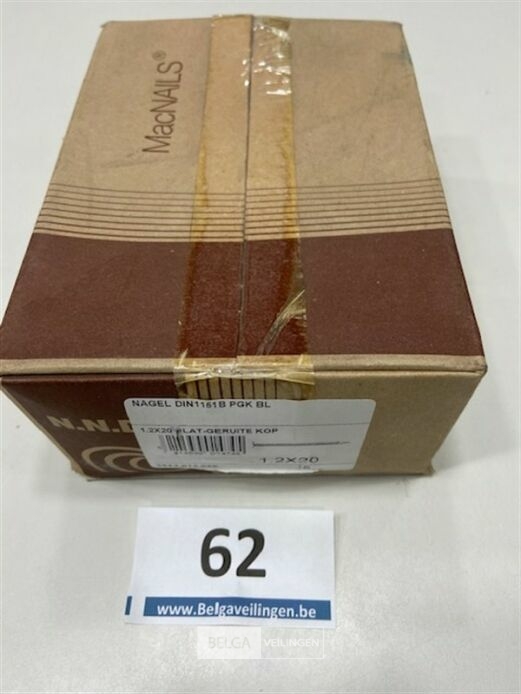 MacNAILS®
NAGEL DIN1151B PGK BL
N.N.
1,2X20 PLAT-GERUITE KOP
1,2X20
62
www.Belgaveilingen.be
BELGA VEILINGEN